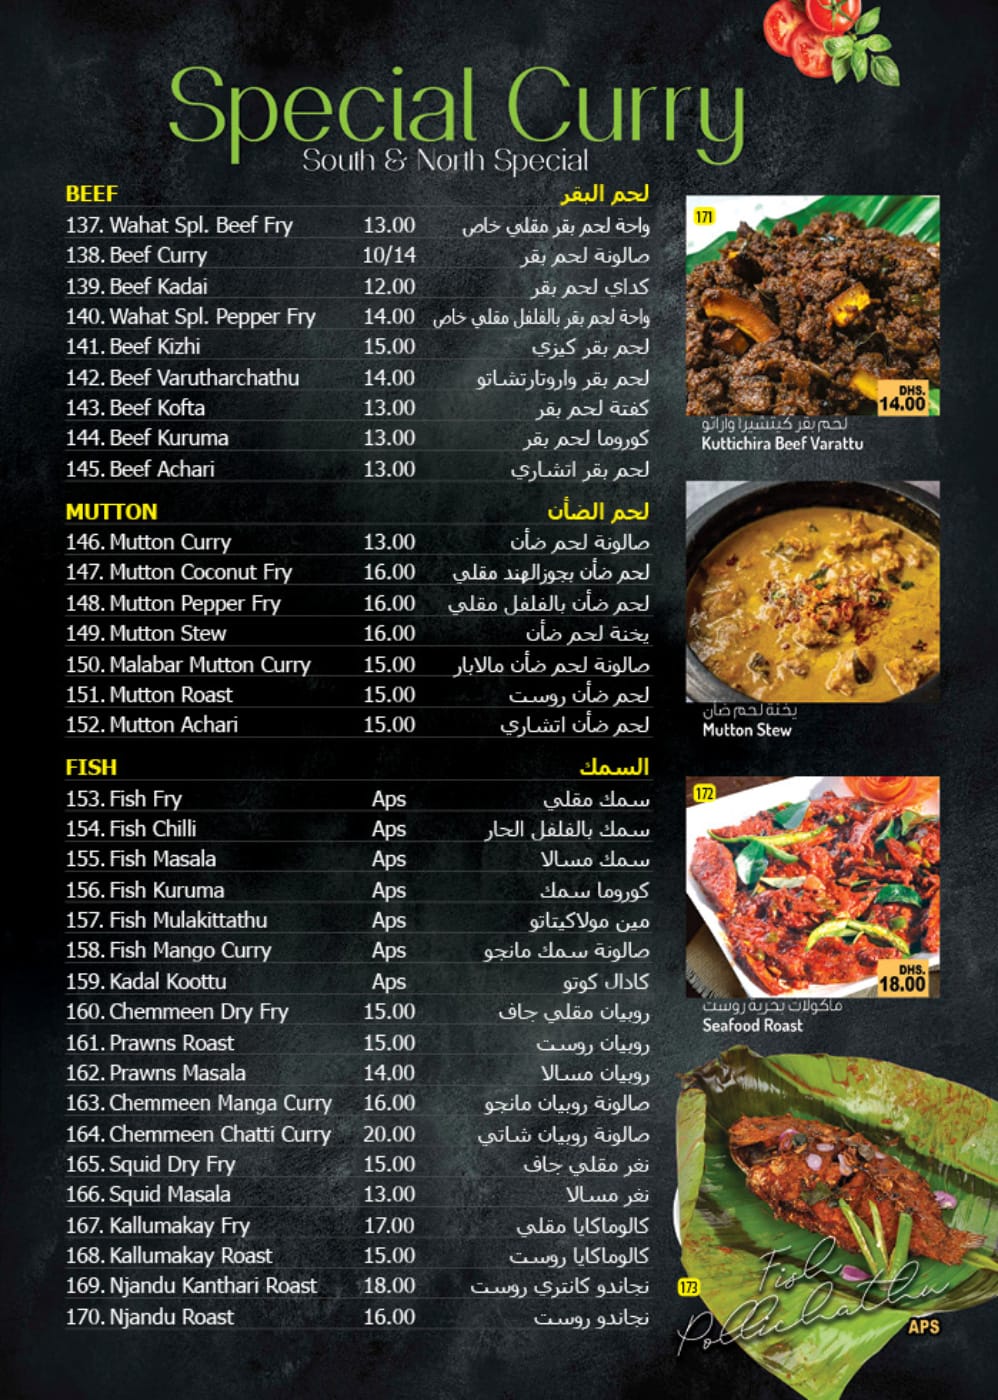 Special Curry
South & North Special
BEEF لحم البقر
137. Wahat Spl. Beef Fry 13.00 واحة لحم بقر مقلي خاص
138. Beef Curry 10/14 صالونة لحم بقر
139. Beef Kadai 12.00 كداي لحم بقر
140. Wahat Spl. Pepper Fry 14.00 واحة لحم بقر بالفلفل مقلي خاص
141. Beef Kizhi 15.00 لحم بقر كيزي
142. Beef Varutharchathu 14.00 لحم بقر واروتارتشاتو
143. Beef Kofta 13.00 كفتة لحم بقر
144. Beef Kuruma 13.00 كوروما لحم بقر
145. Beef Achari 13.00 لحم بقر اتشاري
MUTTON لحم الضأن
146. Mutton Curry 13.00 صالونة لحم ضأن
147. Mutton Coconut Fry 16.00 لحم ضأن بجوزالهند مقلي
148. Mutton Pepper Fry 16.00 لحم ضأن بالفلفل مقلي
149. Mutton Stew 16.00 يخنة لحم ضأن
150. Malabar Mutton Curry 15.00 صالونة لحم ضأن مالابار
151. Mutton Roast 15.00 لحم ضأن روست
152. Mutton Achari 15.00 لحم ضأن اتشاري
FISH السمك
153. Fish Fry Aps سمك مقلي
154. Fish Chilli Aps سمك بالفلفل الحار
155. Fish Masala Aps سمك مسالا
156. Fish Kuruma Aps كوروما سمك
157. Fish Mulakittathu Aps مين مولاكيتاتو
158. Fish Mango Curry Aps صالونة سمك مانجو
159. Kadal Koottu Aps كادال كوتو
160. Chemmeen Dry Fry 15.00 روبيان مقلي جاف
161. Prawns Roast 15.00 روبيان روست
162. Prawns Masala 14.00 روبيان مسالا
163. Chemmeen Manga Curry 16.00 صالونة روبيان مانجو
164. Chemmeen Chatti Curry 20.00 صالونة روبيان شاتي
165. Squid Dry Fry 15.00 نغر مقلي جاف
166. Squid Masala 13.00 نغر مسالا
167. Kallumakay Fry 17.00 كالوماكايا مقلي
168. Kallumakay Roast 15.00 كالوماكايا روست
169. Njandu Kanthari Roast 18.00 نجاندو كانتري روست
170. Njandu Roast 16.00 نجاندو روست
171
DHS.
14.00
لحم بقر كيتشيرا واراتو
Kuttichira Beef Varattu
يخنة لحم ضأن
Mutton Stew
172
DHS.
18.00
ماكولات بحرية روست
Seafood Roast
173
Fish
Pollichathu
APS